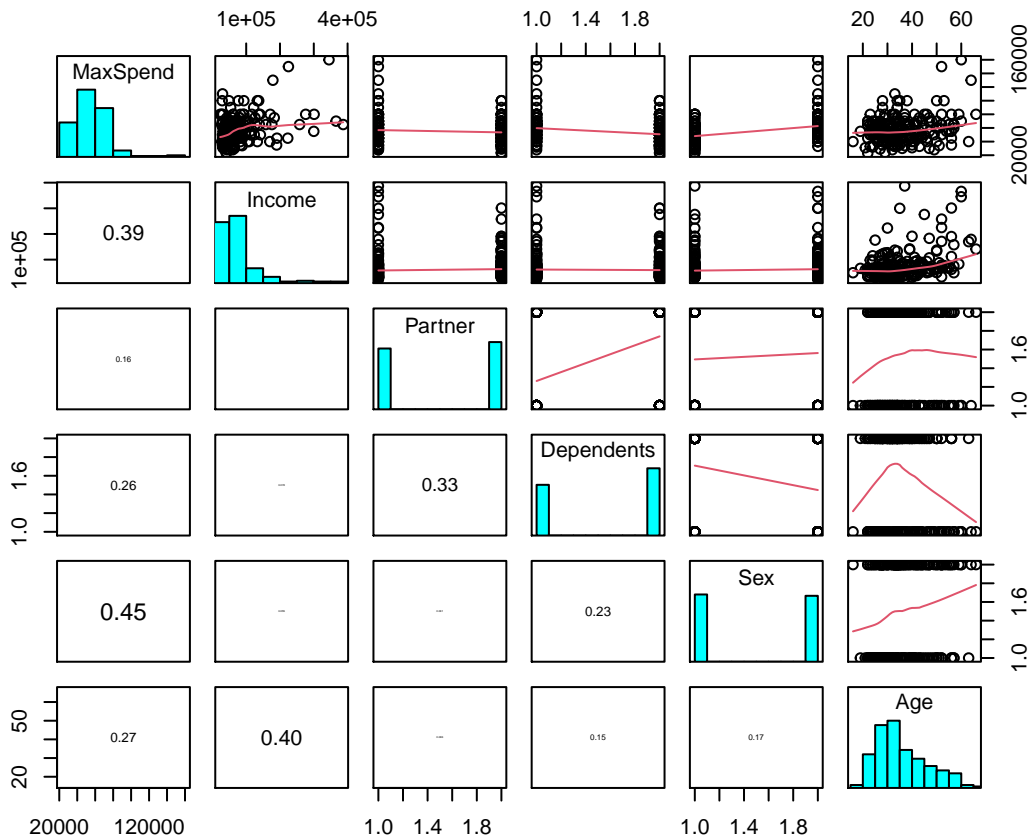 1e+05 4e+05 1.0 1.4 1.8 20 40 60
MaxSpend 20000 160000
1e+05 0.39 Income
0.16 Partner 1.0 1.6
1.0 1.6 0.26 0.33 Dependents
0.45 0.23 Sex 1.0 1.6
20 50 0.27 0.40 0.15 0.17 Age
20000 120000 1.0 1.4 1.8 1.0 1.4 1.8